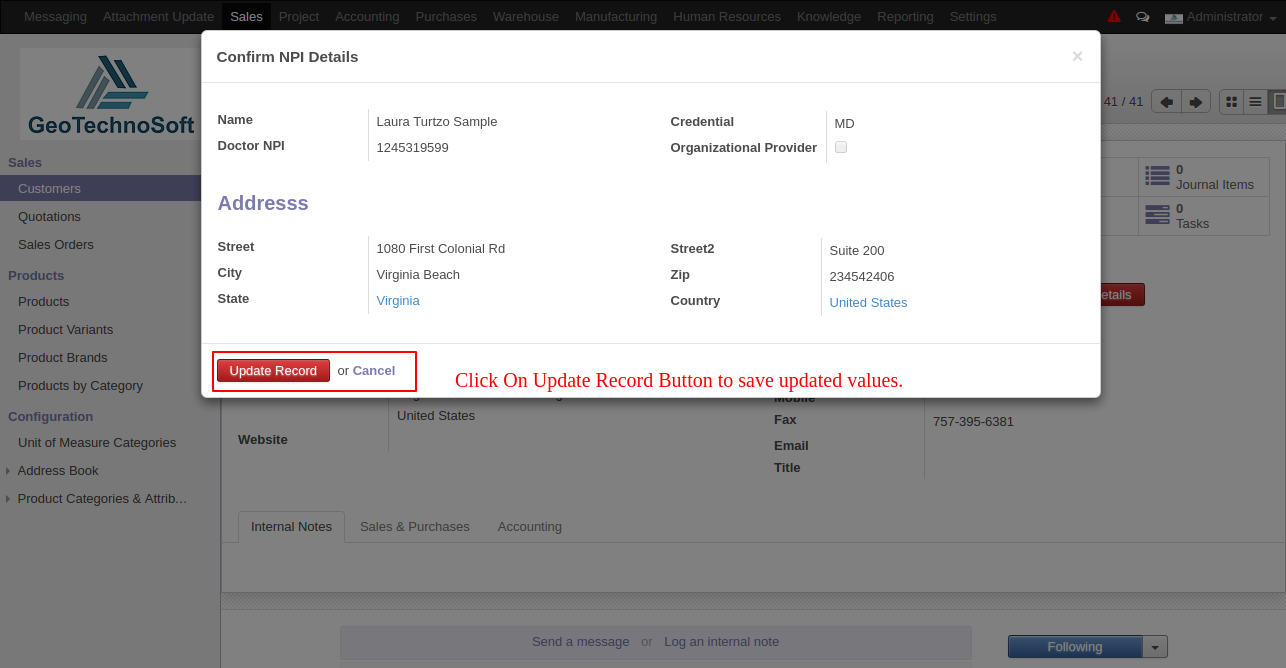 Messaging Attachment Update Sales Project Accounting Purchases Warehouse Manufacturing Human Resources Knowledge Reporting Settings Administrator
Confirm NPI Details ×
GeoTechnoSoft
41 / 41
Name Laura Turtzo Sample Credential MD
Doctor NPI 1245319599 Organizational Provider
Addresss
Street 1080 First Colonial Rd Street2 Suite 200
City Virginia Beach Zip 234542406
State Virginia Country United States
Update Record or Cancel
Click On Update Record Button to save updated values.
Sales
Customers
Quotations
Sales Orders
Products
Products
Product Variants
Product Brands
Products by Category
Configuration
Unit of Measure Categories
Address Book
Product Categories & Attrib...
0
Journal Items
0
Tasks
etails
United States
Website
Mobile
Fax 757-395-6381
Email
Title
Internal Notes Sales & Purchases Accounting
Send a message or Log an internal note
Following